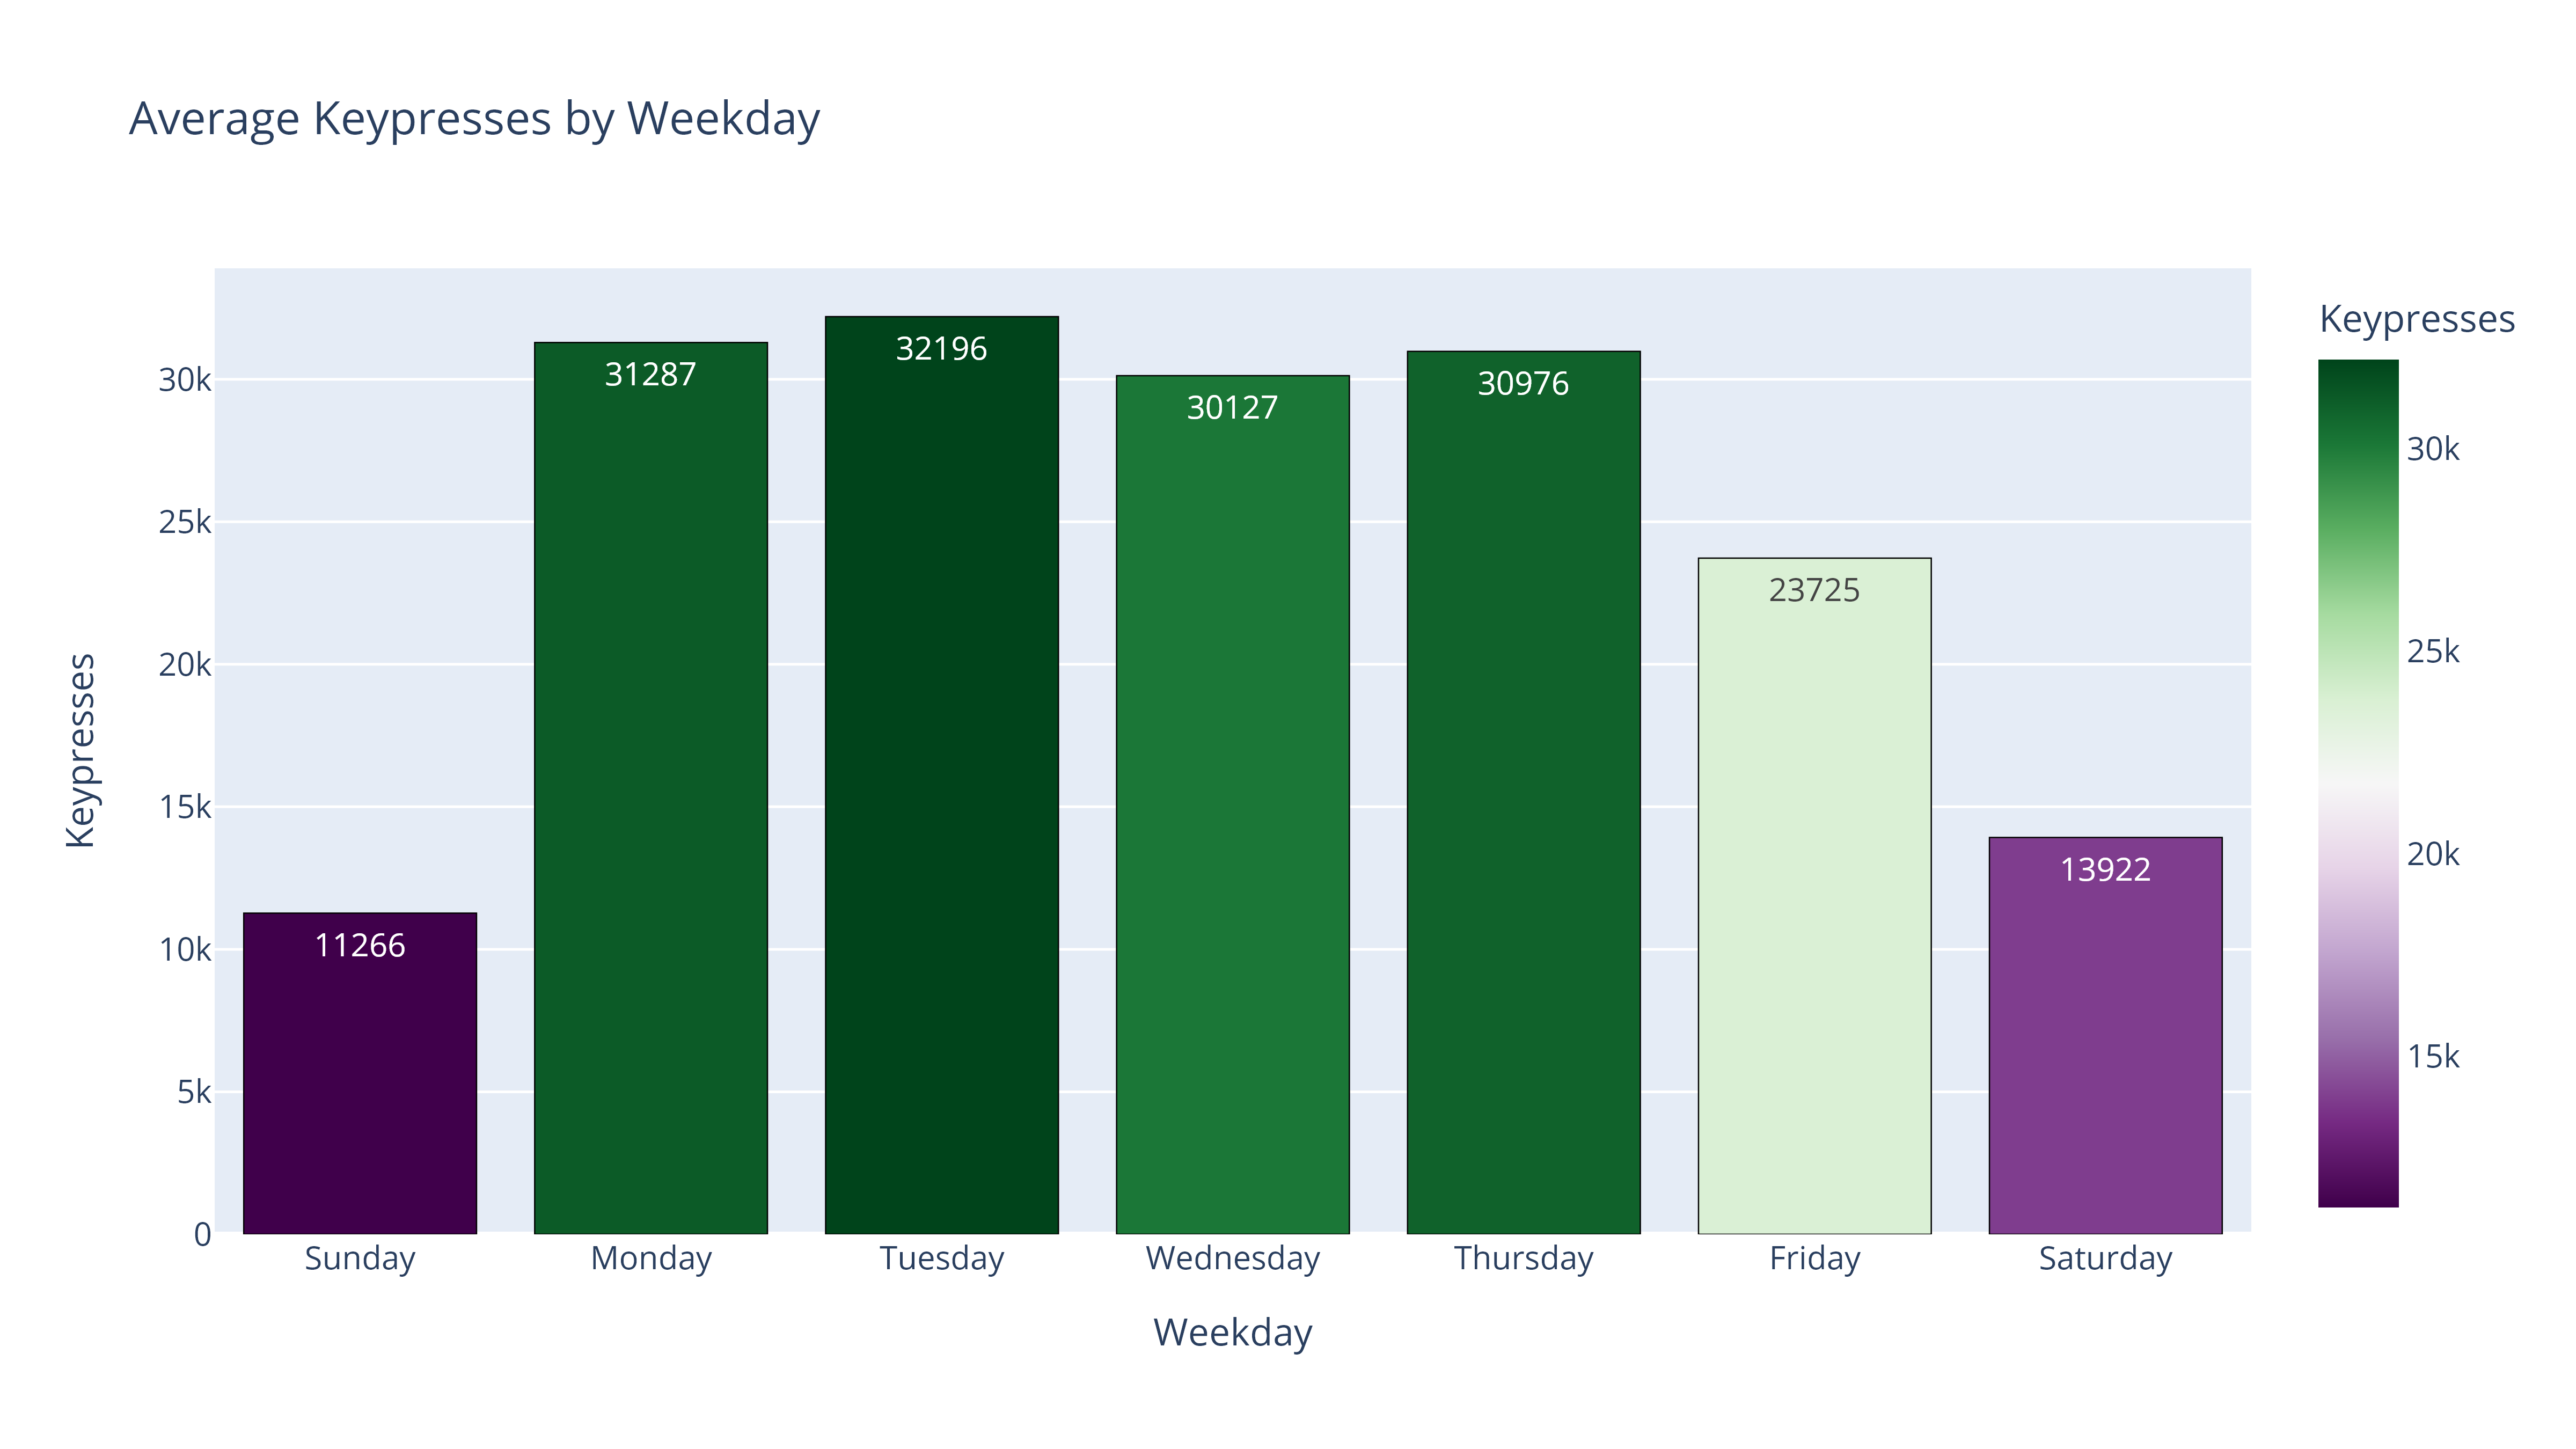 Average Keypresses by Weekday
Keypresses
30k
25k
20k
15k
10k
5k
0
11266
31287
32196
30127
30976
23725
13922
Sunday
Monday
Tuesday
Wednesday
Thursday
Friday
Saturday
Weekday
Keypresses
30k
25k
20k
15k